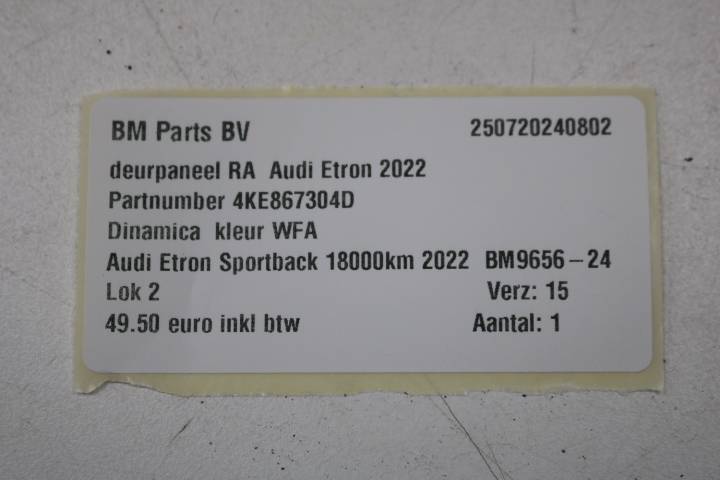 BM Parts BV 250720240802
deurpaneel RA Audi Etron 2022
Partnumber 4KE867304D
Dinamica kleur WFA
Audi Etron Sportback 18000km 2022 BM9656-24
Lok 2 Verz: 15
49.50 euro inkl btw Aantal: 1